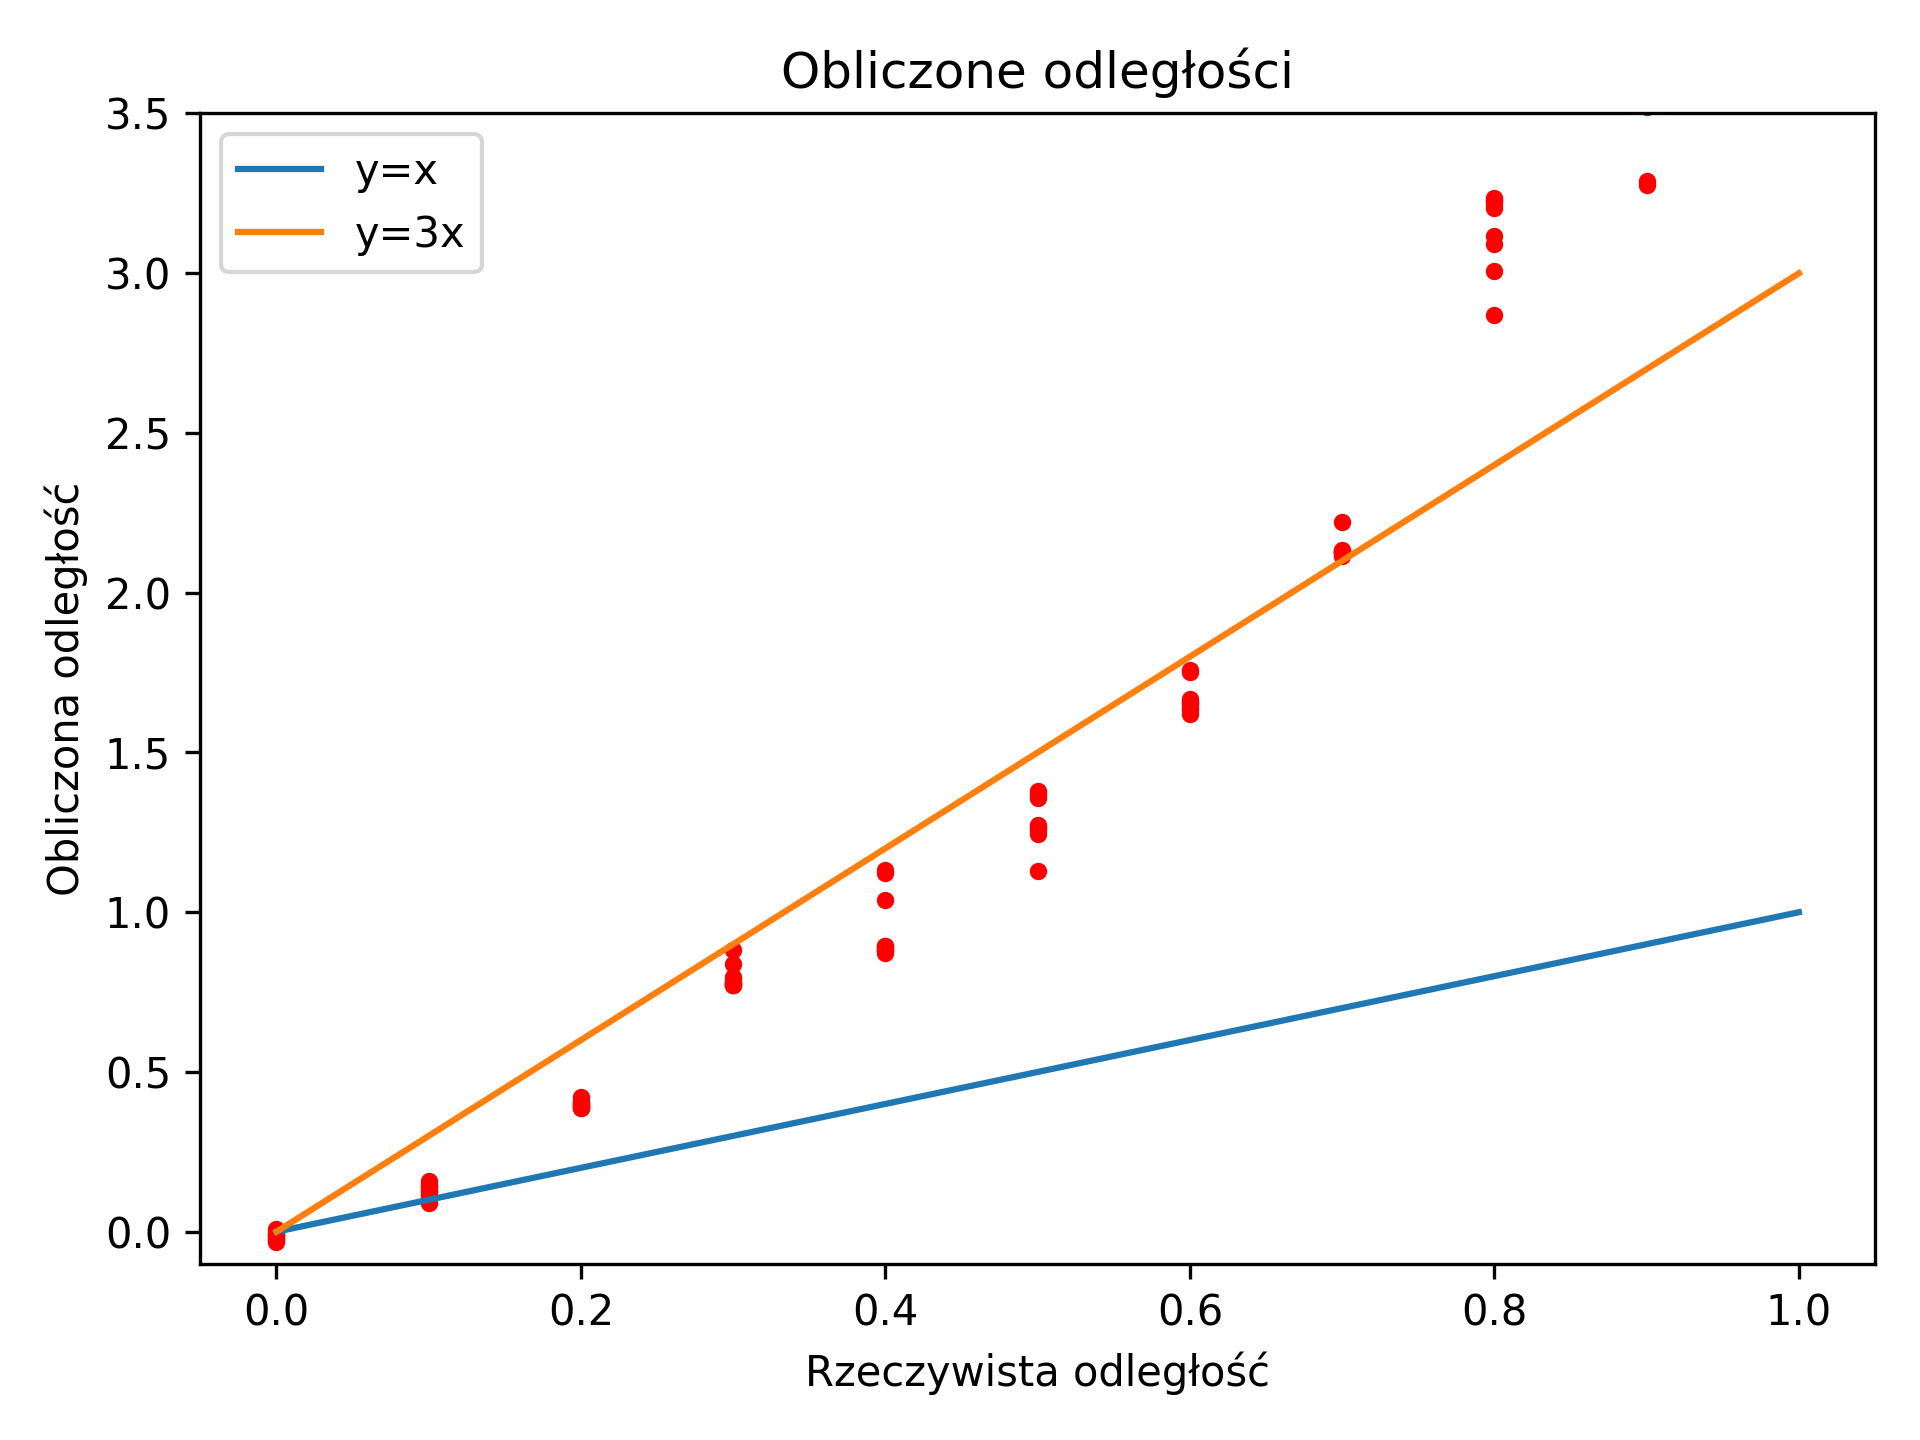 Obliczone odległości
y=x
y=3x
3.5
3.0
2.5
2.0
1.5
1.0
0.5
0.0
Obliczona odległość
0.0 0.2 0.4 0.6 0.8 1.0
Rzeczywista odległość